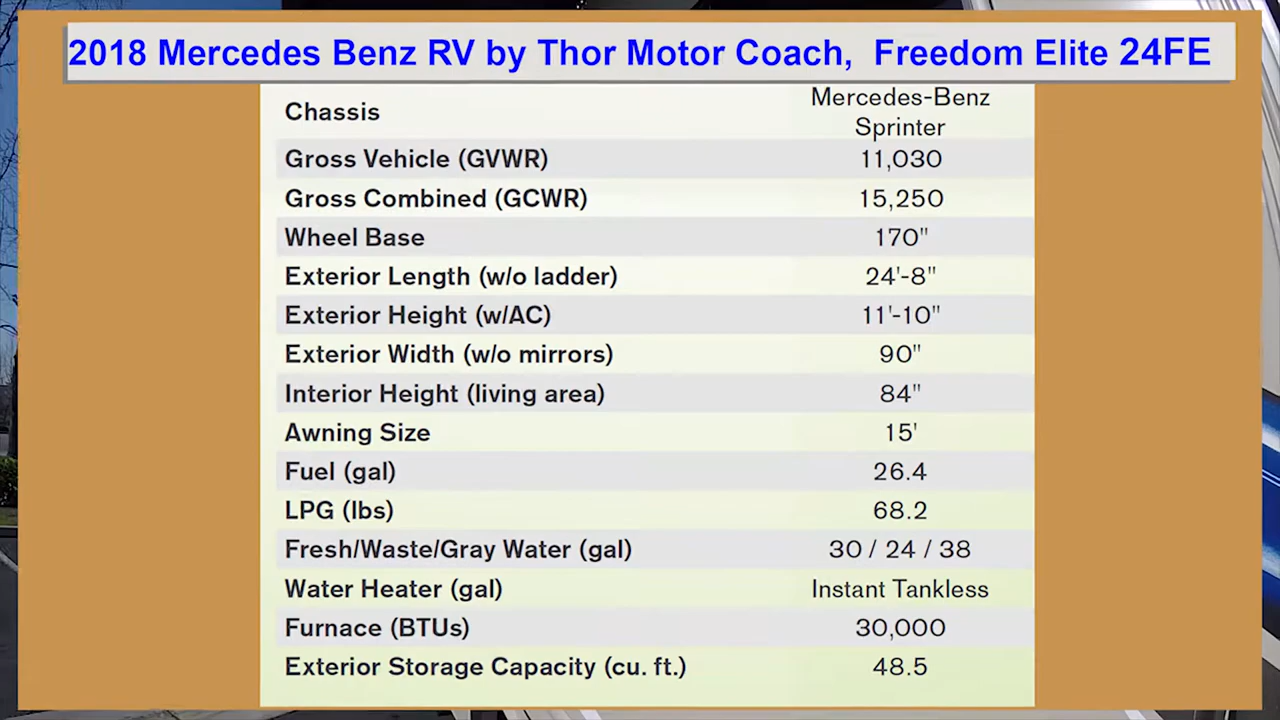 2018 Mercedes Benz RV by Thor Motor Coach, Freedom Elite 24FE
Chassis Mercedes-Benz
Sprinter
Gross Vehicle (GVWR) 11,030
Gross Combined (GCWR) 15,250
Wheel Base 170"
Exterior Length (w/o ladder) 24'-8"
Exterior Height (w/AC) 11'-10"
Exterior Width (w/o mirrors) 90"
Interior Height (living area) 84"
Awning Size 15'
Fuel (gal) 26.4
LPG (lbs) 68.2
Fresh/Waste/Gray Water (gal) 30 / 24 / 38
Water Heater (gal) Instant Tankless
Furnace (BTUs) 30,000
Exterior Storage Capacity (cu. ft.) 48.5